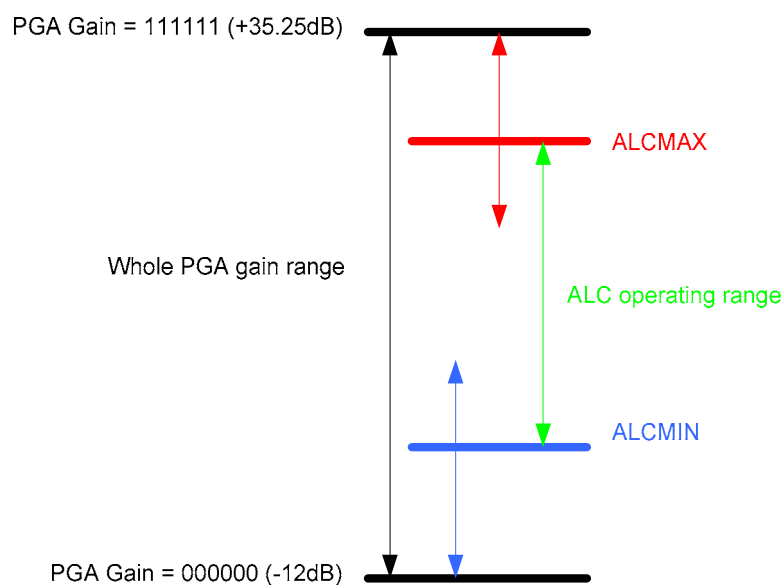 PGA Gain = 111111 (+35.25dB)
ALCMAX
Whole PGA gain range
ALC operating range
ALCMIN
PGA Gain = 000000 (-12dB)